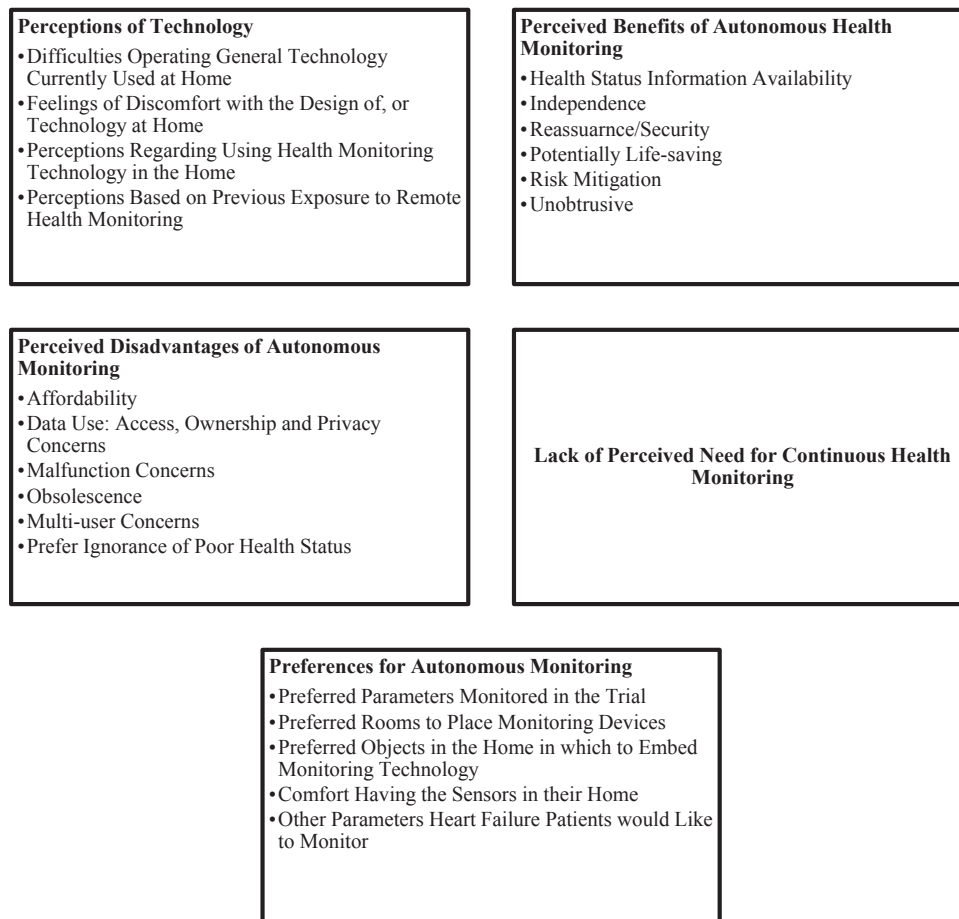 Perceptions of Technology
•Difficulties Operating General Technology
Currently Used at Home
•Feelings of Discomfort with the Design of, or
Technology at Home
•Perceptions Regarding Using Health Monitoring
Technology in the Home
•Perceptions Based on Previous Exposure to Remote
Health Monitoring
Perceived Benefits of Autonomous Health
Monitoring
•Health Status Information Availability
•Independence
•Reassuarnce/Security
•Potentially Life-saving
•Risk Mitigation
•Unobtrusive
Perceived Disadvantages of Autonomous
Monitoring
•Affordability
•Data Use: Access, Ownership and Privacy
Concerns
•Malfunction Concerns
•Obsolescence
•Multi-user Concerns
•Prefer Ignorance of Poor Health Status
Lack of Perceived Need for Continuous Health
Monitoring
Preferences for Autonomous Monitoring
•Preferred Parameters Monitored in the Trial
•Preferred Rooms to Place Monitoring Devices
•Preferred Objects in the Home in which to Embed
Monitoring Technology
•Comfort Having the Sensors in their Home
•Other Parameters Heart Failure Patients would Like
to Monitor